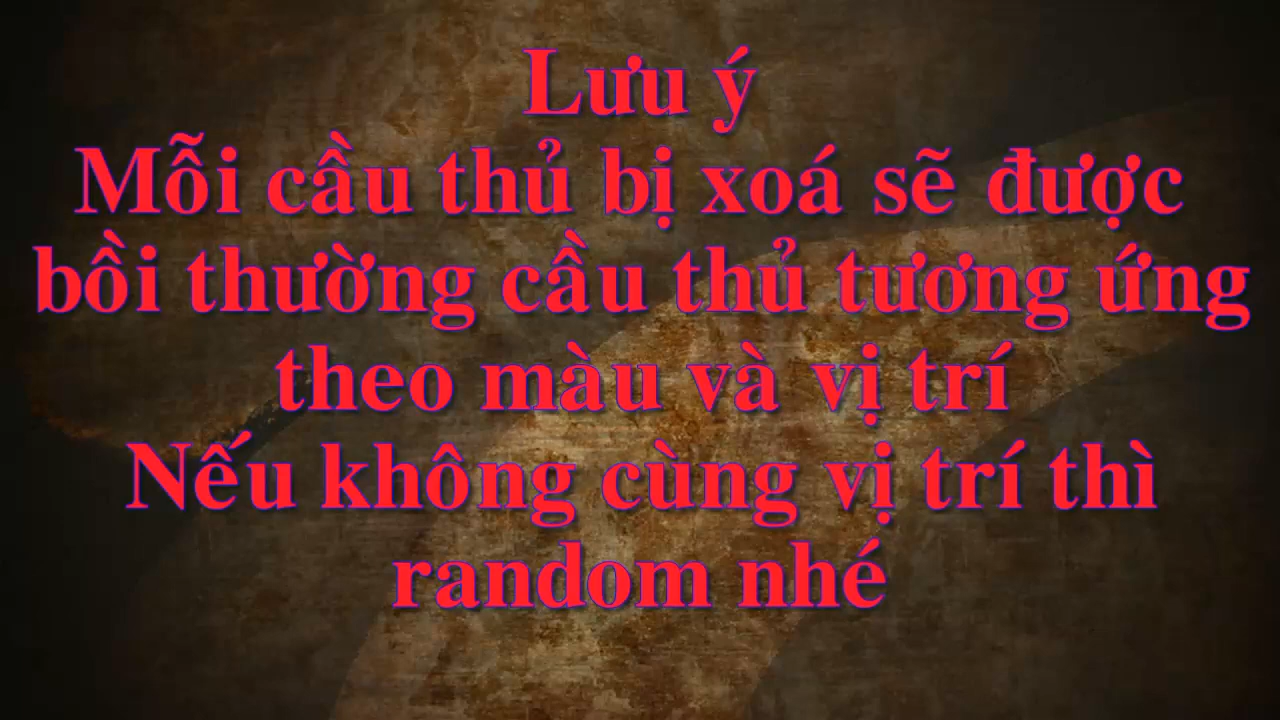 Lưu ý
Mỗi cầu thủ bị xoá sẽ được
bồi thường cầu thủ tương ứng
theo màu và vị trí
Nếu không cùng vị trí thì
random nhé